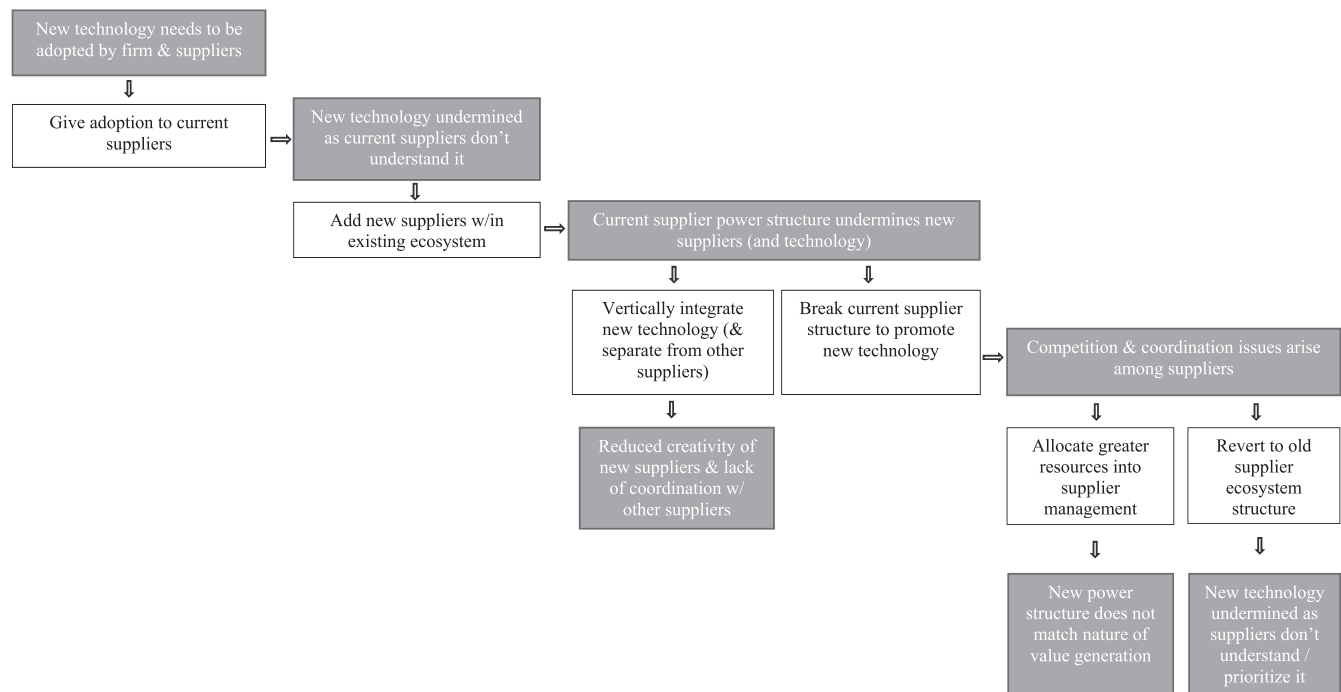 New technology needs to be
adopted by firm & suppliers
Give adoption to current
suppliers
New technology undermined
as current suppliers don’t
understand it
Add new suppliers w/in
existing ecosystem
Current supplier power structure undermines new
suppliers (and technology)
Vertically integrate
new technology (&
separate from other
suppliers)
Break current supplier
structure to promote
new technology
Competition & coordination issues arise
among suppliers
Reduced creativity of
new suppliers & lack
of coordination w/
other suppliers
Allocate greater
resources into
supplier
management
Revert to old
supplier
ecosystem
structure
New power
structure does not
match nature of
value generation
New technology
undermined as
suppliers don’t
understand /
prioritize it